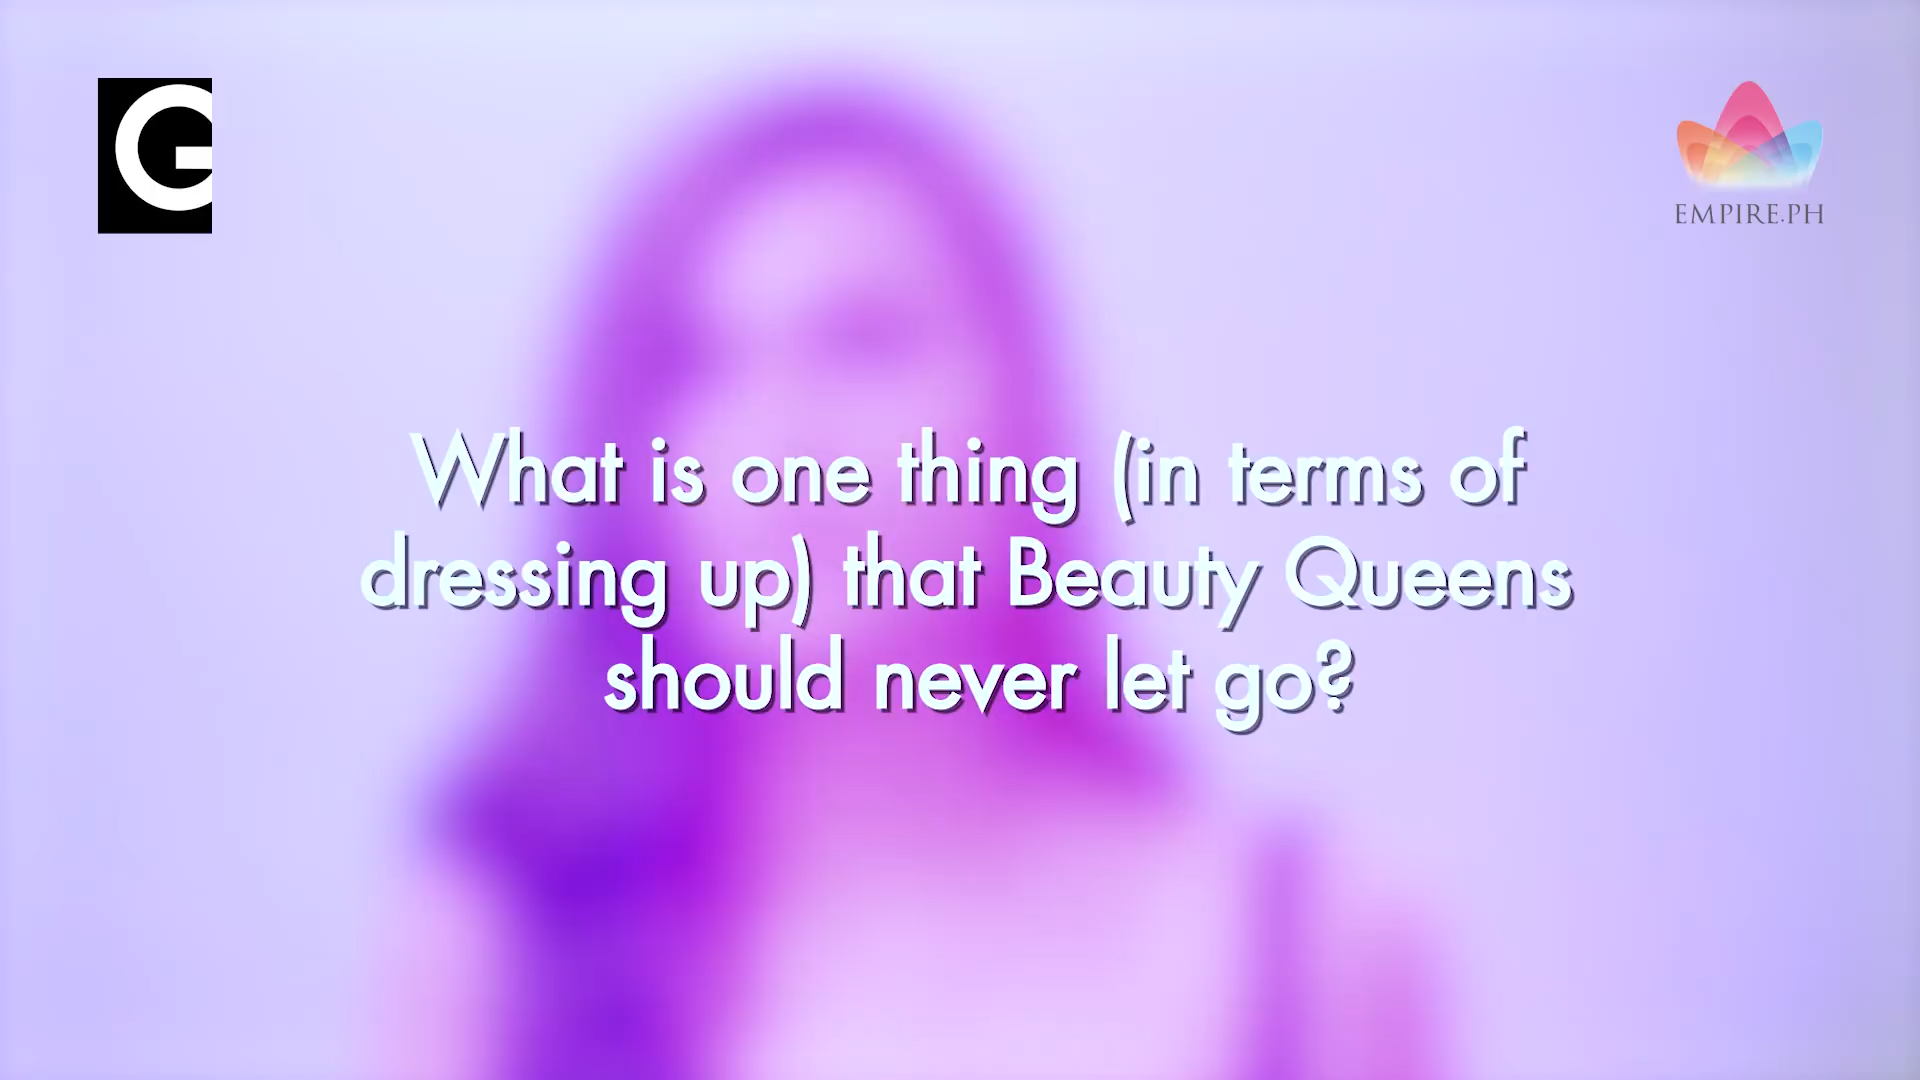 G
EMPIRE.PH
What is one thing (in terms of
dressing up) that Beauty Queens
should never let go?